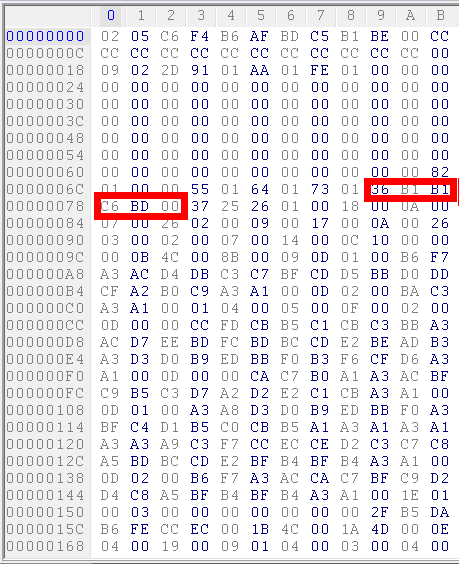 0 1 2 3 4 5 6 7 8 9 A B
00000000 02 05 C6 F4 B6 AF BD C5 B1 BE 00 CC
0000000C CC CC CC CC CC CC CC CC CC CC CC 00
00000018 09 02 2D 91 01 AA 01 FE 01 00 00 00
00000024 00 00 00 00 00 00 00 00 00 00 00 00
00000030 00 00 00 00 00 00 00 00 00 00 00 00
0000003C 00 00 00 00 00 00 00 00 00 00 00 00
00000048 00 00 00 00 00 00 00 00 00 00 00 00
00000054 00 00 00 00 00 00 00 00 00 00 00 00
00000060 00 00 00 00 00 00 00 00 00 00 00 82
0000006C 01 00 00 55 01 64 01 73 01 36 B1 B1
00000078 C6 BD 00 37 25 26 01 00 18 00 0A 00
00000084 07 00 26 02 00 09 00 17 00 0A 00 26
00000090 03 00 02 00 07 00 14 00 0C 10 00 00
0000009C 00 0B 4C 00 8B 00 09 0D 01 00 B6 F7
000000A8 A3 AC D4 DB C3 C7 BF CD D5 BB D0 DD
000000B4 CF A2 B0 C9 A3 A1 00 0D 02 00 BA C3
000000C0 A3 A1 00 01 04 00 05 00 0F 00 02 00
000000CC 0D 00 00 CC FD CB B5 C1 CB C3 BB A3
000000D8 AC D7 EE BD FC BD BC CD E2 BE AD B3
000000E4 A3 D3 D0 B9 ED BB F0 B3 F6 CF D6 A3
000000F0 A1 00 0D 00 00 CA C7 B0 A1 A3 AC BF
000000FC C9 B5 C3 D7 A2 D2 E2 C1 CB A3 A1 00
00000108 0D 01 00 A3 A8 D3 D0 B9 ED BB F0 A3
00000114 BF C4 D1 B5 C0 CB B5 A1 A3 A1 A3 A1
00000120 A3 A3 A9 C3 F7 CC EC CE D2 C3 C7 C8
0000012C A5 BD BC CD E2 BF B4 BF B4 A3 A1 00
00000138 0D 02 00 B6 F7 A3 AC CA C7 BF C9 D2
00000144 D4 C8 A5 BF B4 BF B4 A3 A1 00 1E 01
00000150 00 03 00 00 00 00 00 00 00 2F B5 DA
0000015C B6 FE CC EC 00 1B 4C 00 1A 4D 00 0E
00000168 04 00 19 00 09 01 04 00 03 00 04 00